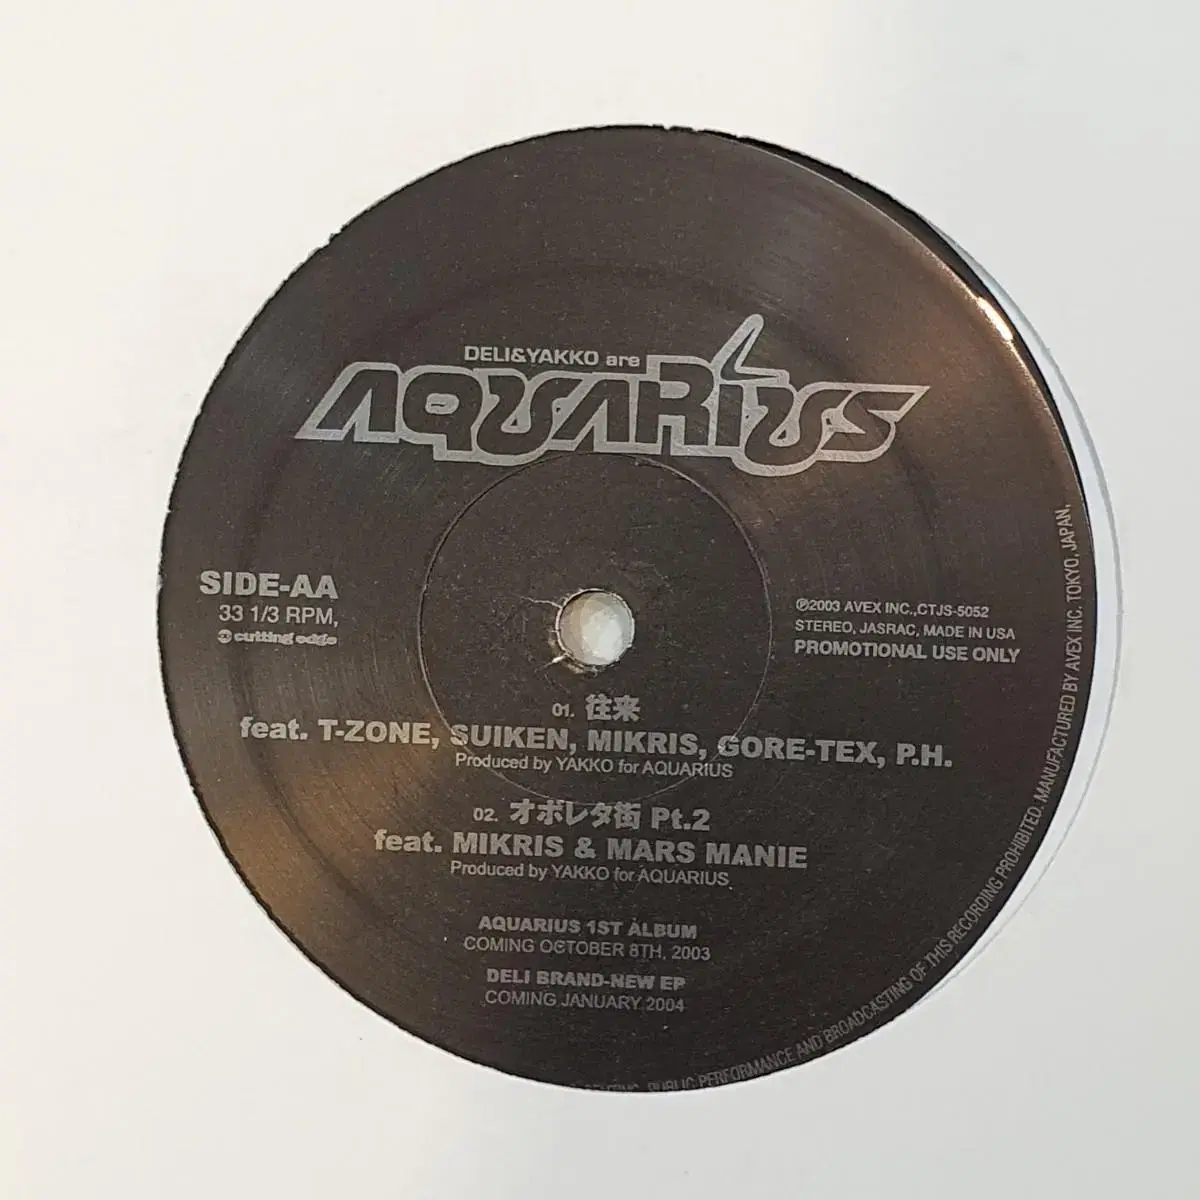 DELI&YAKKO are
AQUARIUS
SIDE-AA
33 1/3 RPM,
cutting edge
℗2003 AVEX INC.,CTJS-5052
STEREO, JASRAC, MADE IN USA
PROMOTIONAL USE ONLY
01. 往来
feat. T-ZONE, SUIKEN, MIKRIS, GORE-TEX, P.H.
Produced by YAKKO for AQUARIUS
02. オボレタ街 Pt.2
feat. MIKRIS & MARS MANIE
Produced by YAKKO for AQUARIUS
AQUARIUS 1ST ALBUM
COMING OCTOBER 8TH, 2003
DELI BRAND-NEW EP
COMING JANUARY 2004
PUBLIC PERFORMANCE AND BROADCASTING OF THIS RECORDING PROHIBITED. MANUFACTURED BY AVEX INC. TOKYO, JAPAN,